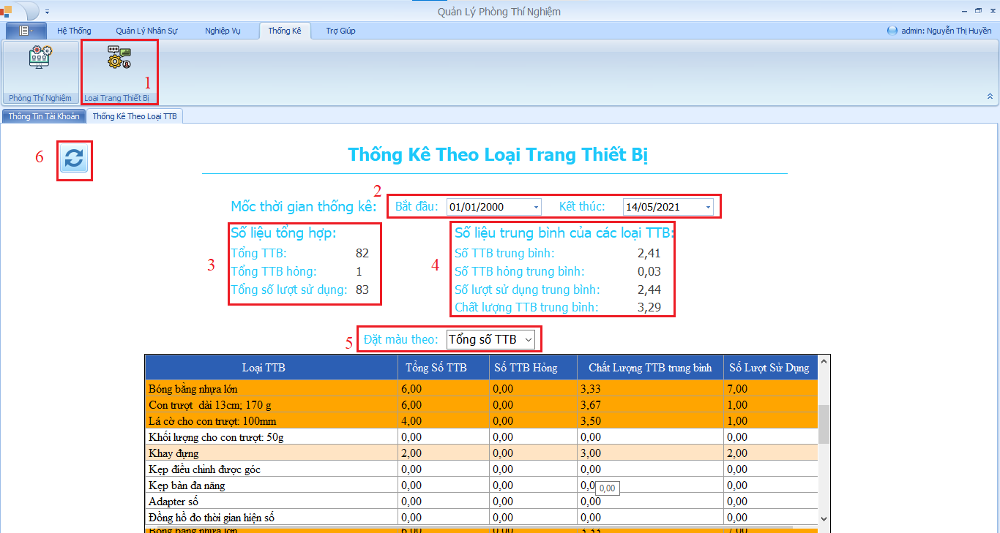 Quản Lý Phòng Thí Nghiệm
Hệ Thống Quản Lý Nhân Sự Nghiệp Vụ Thống Kê Trợ Giúp admin: Nguyễn Thị Huyền
1
Phòng Thí Nghiệm Loại Trang Thiết Bị
Thông Tin Tài Khoản Thống Kê Theo Loại TTB
6
Thống Kê Theo Loại Trang Thiết Bị
2
Mốc thời gian thống kê: Bắt đầu: 01/01/2000 Kết thúc: 14/05/2021
Số liệu tổng hợp: Số liệu trung bình của các loại TTB:
Tổng TTB: 82 Số TTB trung bình: 2,41
3 Tổng TTB hỏng: 1 4 Số TTB hỏng trung bình: 0,03
Tổng số lượt sử dụng: 83 Số lượt sử dụng trung bình: 2,44
Chất lượng TTB trung bình: 3,29
5 Đặt màu theo: Tổng số TTB
Loại TTB Tổng Số TTB Số TTB Hỏng Chất Lượng TTB trung bình Số Lượt Sử Dụng
Bóng bằng nhựa lớn 6,00 0,00 3,33 7,00
Con trượt dài 13cm; 170 g 6,00 0,00 3,67 1,00
Lá cờ cho con trượt: 100mm 4,00 0,00 3,50 1,00
Khối lượng cho con trượt: 50g 0,00 0,00 0,00 0,00
Khay đựng 2,00 0,00 3,00 2,00
Kẹp điều chỉnh được góc 0,00 0,00 0,00 0,00
Kẹp bàn đa năng 0,00 0,00 0,0 0,00 0,00
Adapter số 0,00 0,00 0,00 0,00
Đồng hồ đo thời gian hiện số 0,00 0,00 0,00 0,00
Bóng bằng nhựa lớn 6,00 0,00 3,33 7,00